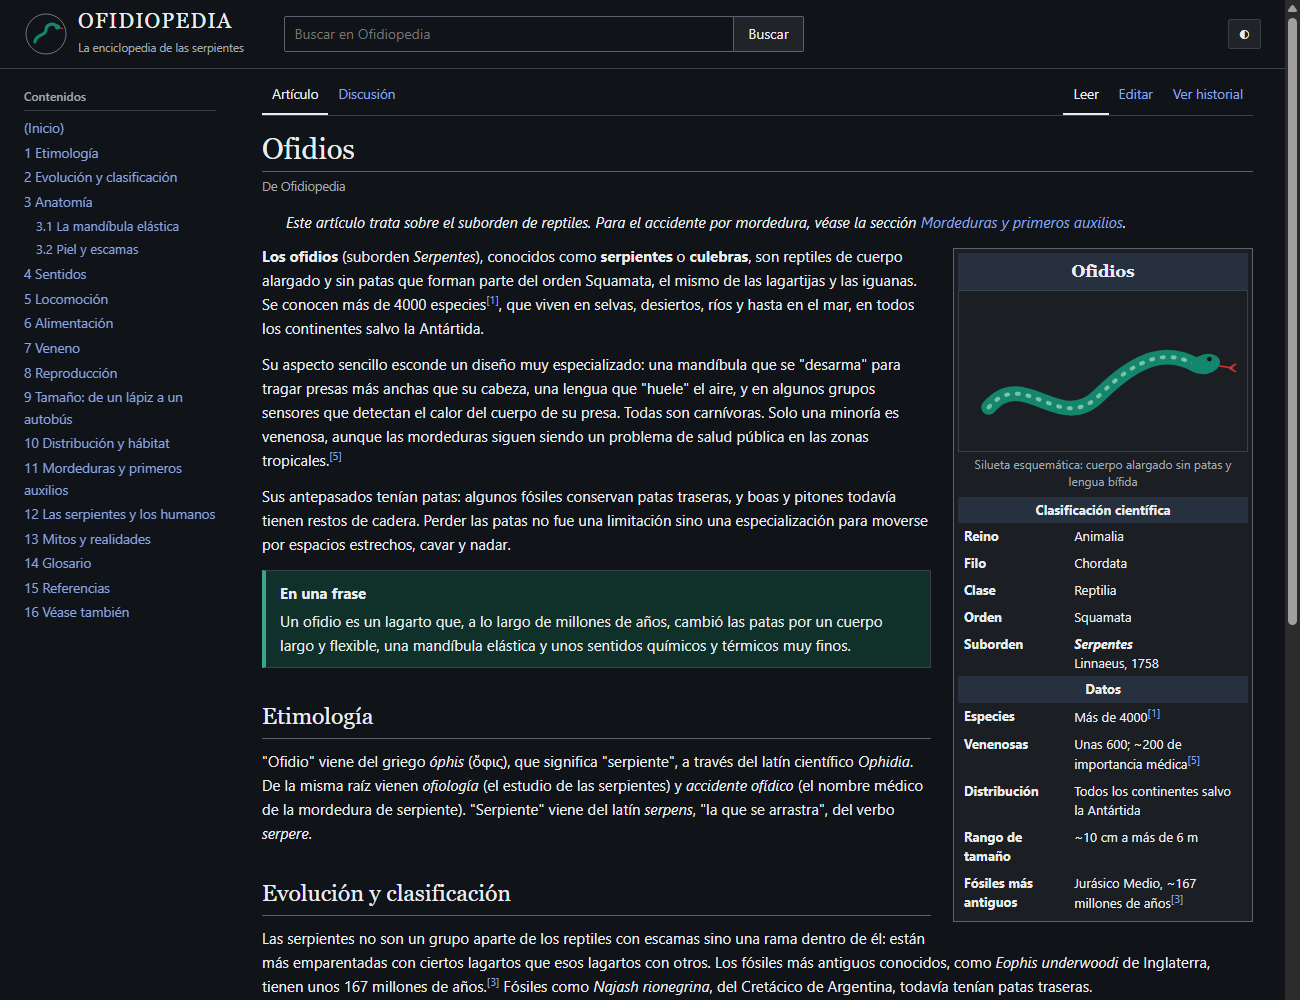 OFIDIOPEDIA
La enciclopedia de las serpientes
Buscar en Ofidiopedia
Buscar
Contenidos
(Inicio)
1 Etimología
2 Evolución y clasificación
3 Anatomía
3.1 La mandíbula elástica
3.2 Piel y escamas
4 Sentidos
5 Locomoción
6 Alimentación
7 Veneno
8 Reproducción
9 Tamaño: de un lápiz a un
autobús
10 Distribución y hábitat
11 Mordeduras y primeros
auxilios
12 Las serpientes y los humanos
13 Mitos y realidades
14 Glosario
15 Referencias
16 Véase también
Artículo
Discusión
Leer
Editar
Ver historial
Ofidios
De Ofidiopedia
Este artículo trata sobre el suborden de reptiles. Para el accidente por mordedura, véase la sección Mordeduras y primeros auxilios.
Los ofidios (suborden Serpentes), conocidos como serpientes o culebras, son reptiles de cuerpo
alargado y sin patas que forman parte del orden Squamata, el mismo de las lagartijas y las iguanas.
Se conocen más de 4000 especies[1], que viven en selvas, desiertos, ríos y hasta en el mar, en todos
los continentes salvo la Antártida.
Su aspecto sencillo esconde un diseño muy especializado: una mandíbula que se "desarma" para
tragar presas más anchas que su cabeza, una lengua que "huele" el aire, y en algunos grupos
sensores que detectan el calor del cuerpo de su presa. Todas son carnívoras. Solo una minoría es
venenosa, aunque las mordeduras siguen siendo un problema de salud pública en las zonas
tropicales.[5]
Sus antepasados tenían patas: algunos fósiles conservan patas traseras, y boas y pitones todavía
tienen restos de cadera. Perder las patas no fue una limitación sino una especialización para moverse
por espacios estrechos, cavar y nadar.
En una frase
Un ofidio es un lagarto que, a lo largo de millones de años, cambió las patas por un cuerpo
largo y flexible, una mandíbula elástica y unos sentidos químicos y térmicos muy finos.
Etimología
"Ofidio" viene del griego óphis (ὄφις), que significa "serpiente", a través del latín científico Ophidia.
De la misma raíz vienen ofiología (el estudio de las serpientes) y accidente ofídico (el nombre médico
de la mordedura de serpiente). "Serpiente" viene del latín serpens, "la que se arrastra", del verbo
serpere.
Evolución y clasificación
Las serpientes no son un grupo aparte de los reptiles con escamas sino una rama dentro de él: están
más emparentadas con ciertos lagartos que esos lagartos con otros. Los fósiles más antiguos conocidos, como Eophis underwoodi de Inglaterra,
tienen unos 167 millones de años.[3] Fósiles como Najash rionegrina, del Cretácico de Argentina, todavía tenían patas traseras.
Ofidios
Silueta esquemática: cuerpo alargado sin patas y
lengua bífida
Clasificación científica
Reino Animalia
Filo Chordata
Clase Reptilia
Orden Squamata
Suborden Serpentes
Linnaeus, 1758
Datos
Especies Más de 4000[1]
Venenosas Unas 600; ~200 de
importancia médica[5]
Distribución Todos los continentes salvo
la Antártida
Rango de ~10 cm a más de 6 m
tamaño
Fósiles más Jurásico Medio, ~167
antiguos millones de años[3]